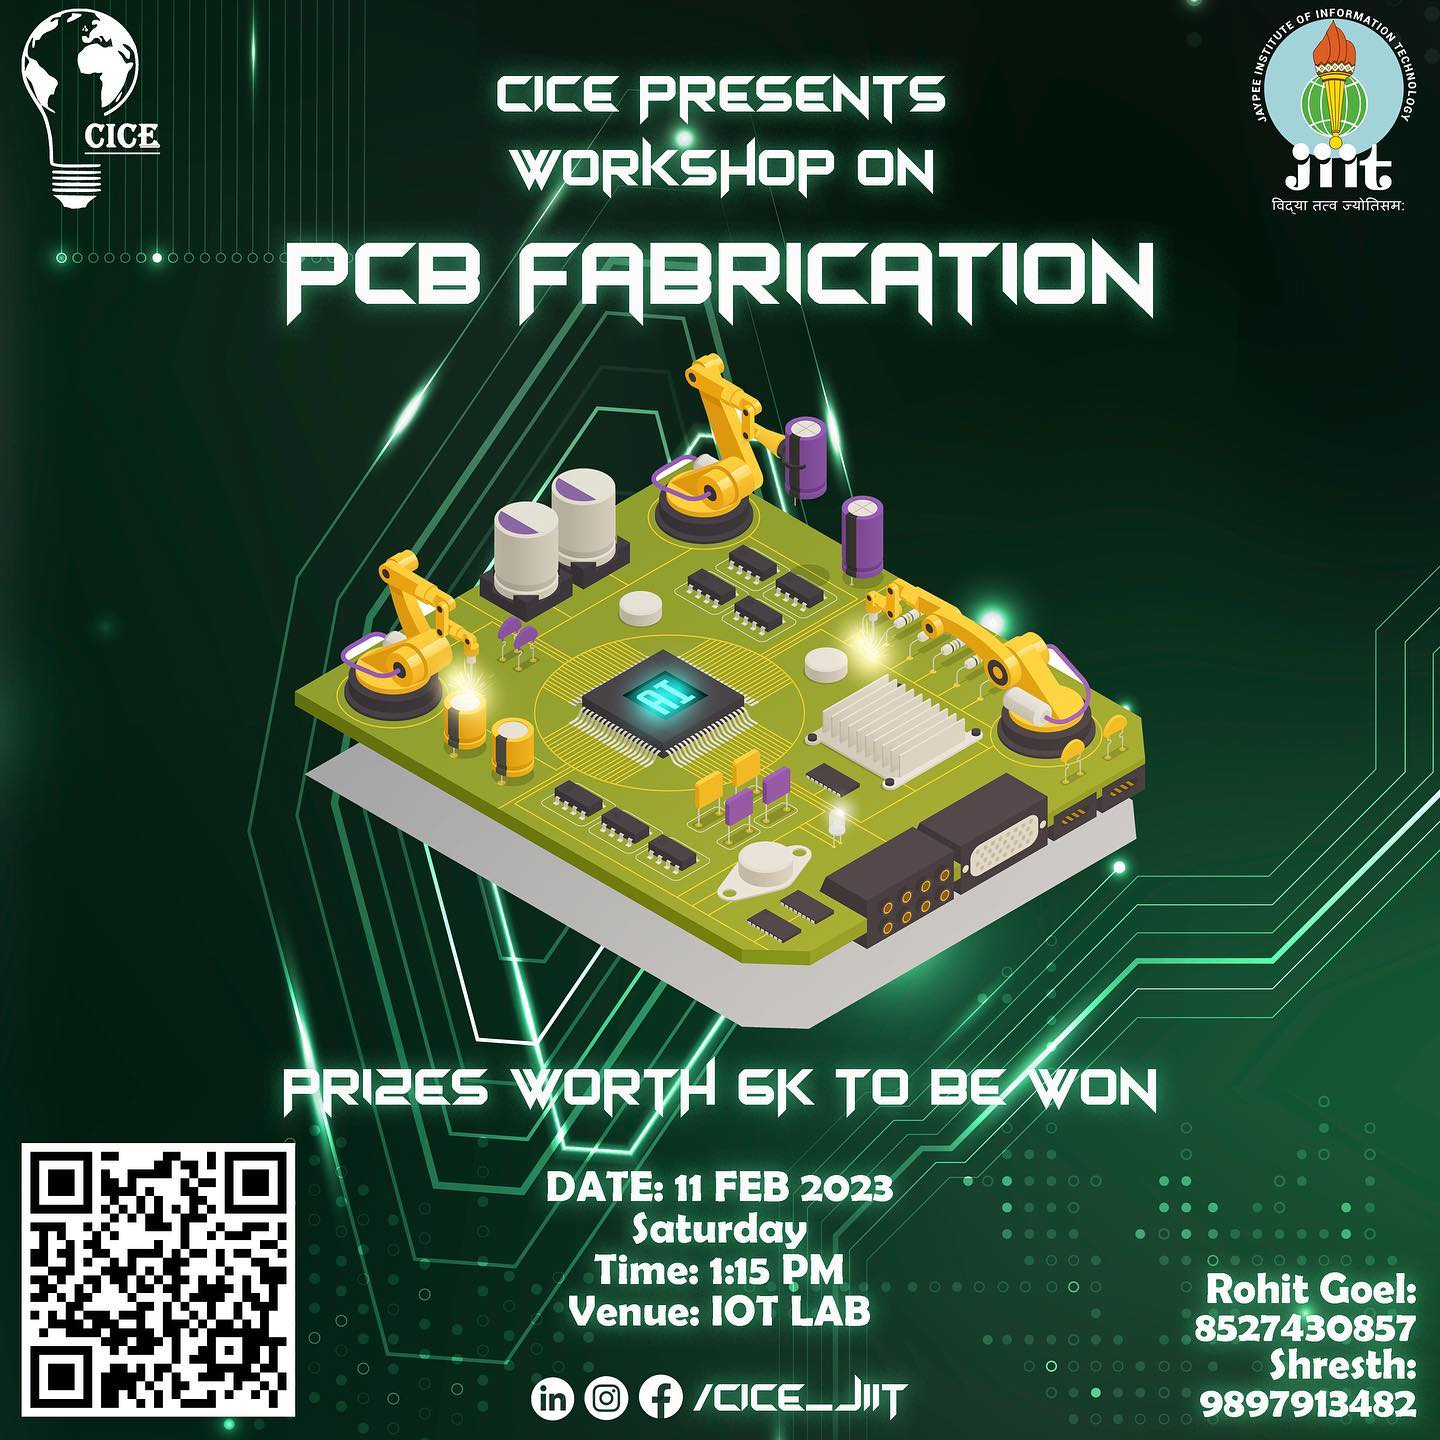 CICE
JAYPEE INSTITUTE OF INFORMATION TECHNOLOGY
jiit
विद्या तत्व ज्योतिसमः
CICE PRESENTS
WORKSHOP ON
PCB FABRICATION
AI
PRIZES WORTH 6K TO BE WON
DATE: 11 FEB 2023
Saturday
Time: 1:15 PM
Venue: IOT LAB
in /CICE_JIIT
Rohit Goel:
8527430857
Shresth:
9897913482